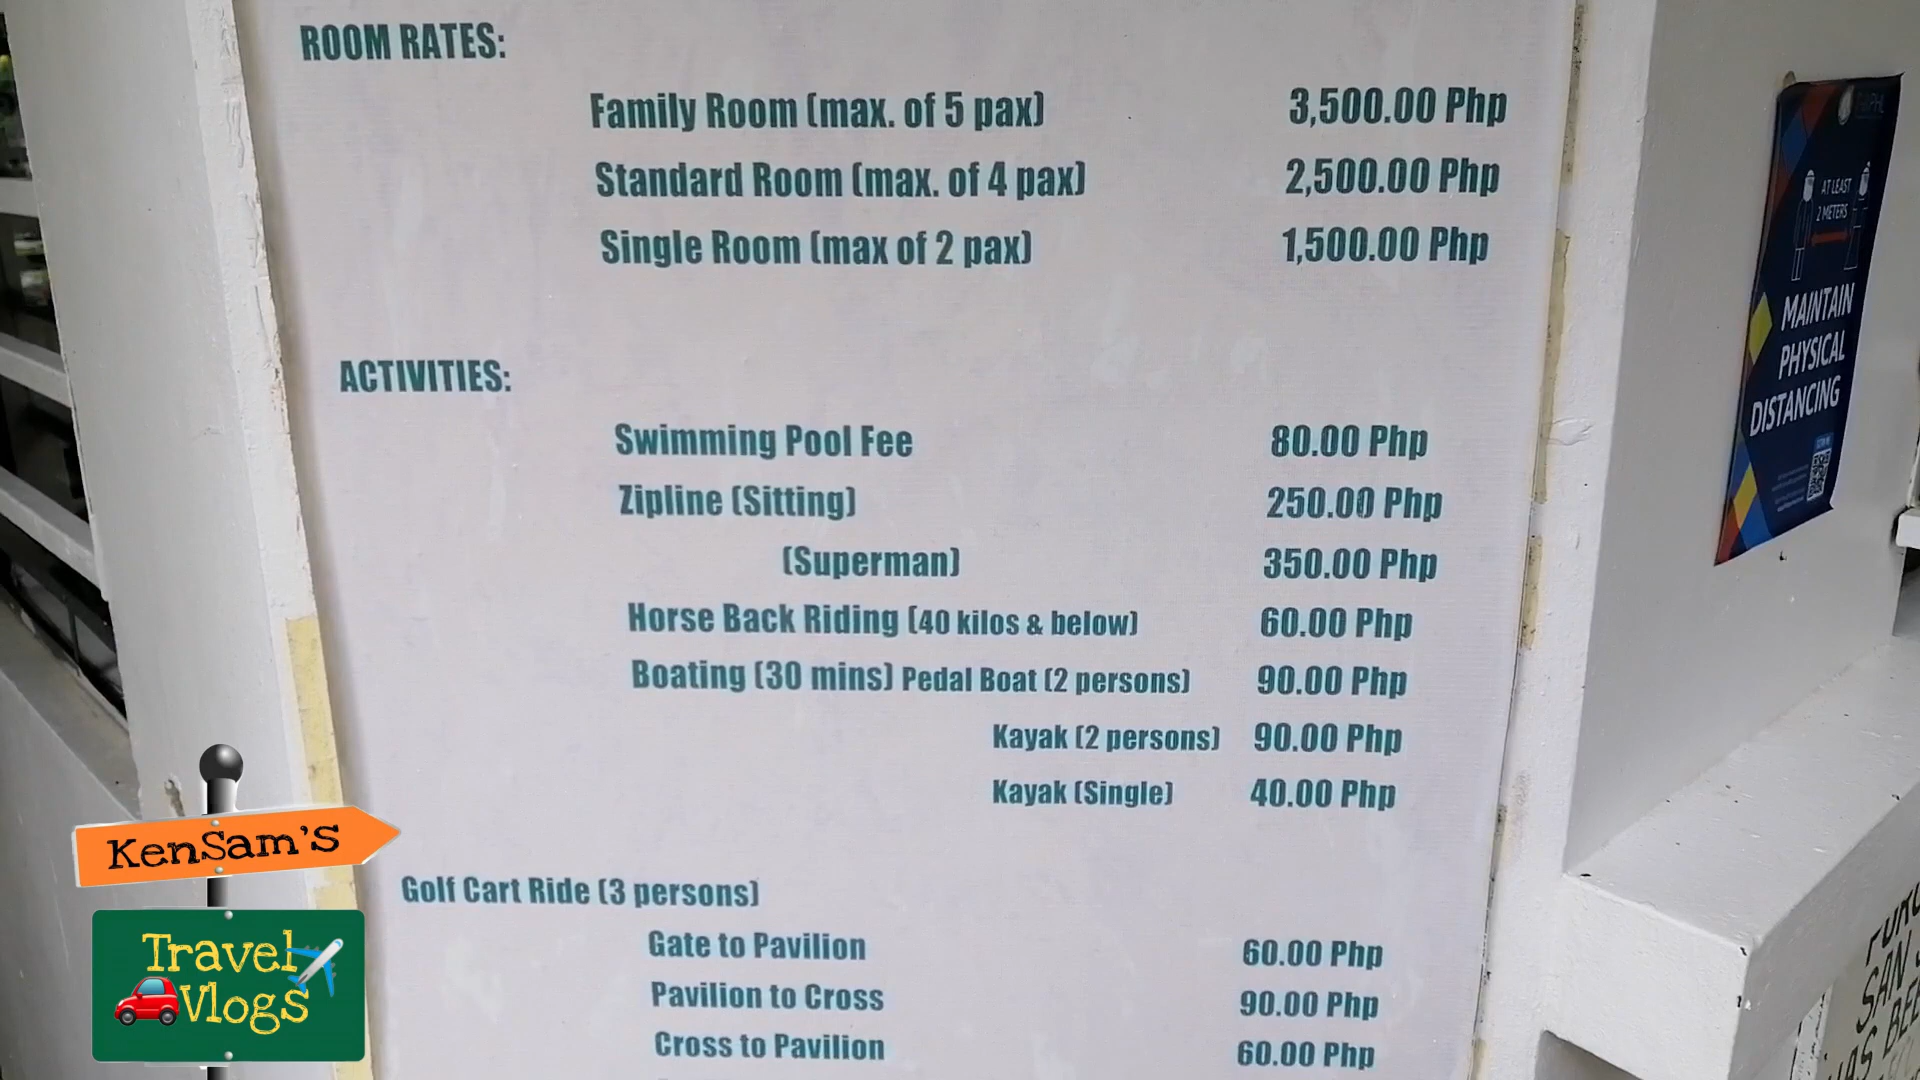 ROOM RATES:
Family Room (max. of 5 pax) 3,500.00 Php
Standard Room (max. of 4 pax) 2,500.00 Php
Single Room (max of 2 pax) 1,500.00 Php
ACTIVITIES:
Swimming Pool Fee 80.00 Php
Zipline (Sitting) 250.00 Php
(Superman) 350.00 Php
Horse Back Riding (40 kilos & below) 60.00 Php
Boating (30 mins) Pedal Boat (2 persons) 90.00 Php
Kayak (2 persons) 90.00 Php
Kayak (Single) 40.00 Php
Golf Cart Ride (3 persons)
Gate to Pavilion 60.00 Php
Pavilion to Cross 90.00 Php
Cross to Pavilion 60.00 Php
AT LEAST
2 METERS
MAINTAIN
PHYSICAL
DISTANCING
SAN
KenSam's
Travel
Vlogs